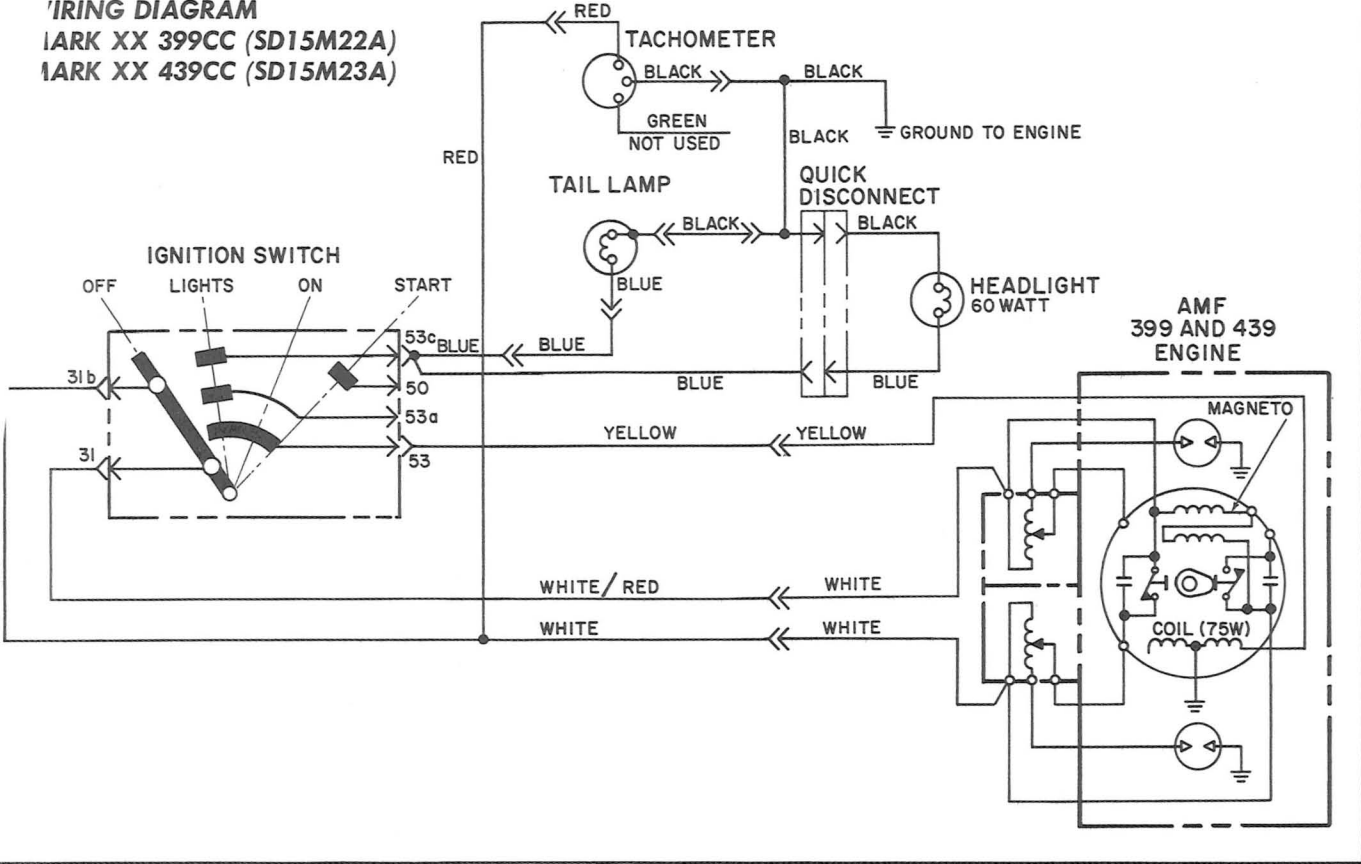 'IRING DIAGRAM
ARK XX 399CC (SD15M22A)
ARK XX 439CC (SD15M23A)
RED
TACHOMETER
BLACK
BLACK
GREEN
NOT USED
BLACK
GROUND TO ENGINE
RED
TAIL LAMP
QUICK
DISCONNECT
BLACK
BLACK
IGNITION SWITCH
OFF
LIGHTS
ON
START
BLUE
HEADLIGHT
60 WATT
AMF
399 AND 439
ENGINE
53c
BLUE
BLUE
31b
50
BLUE
BLUE
53a
MAGNETO
YELLOW
YELLOW
31
53
WHITE/RED
WHITE
WHITE
WHITE
COIL (75W)